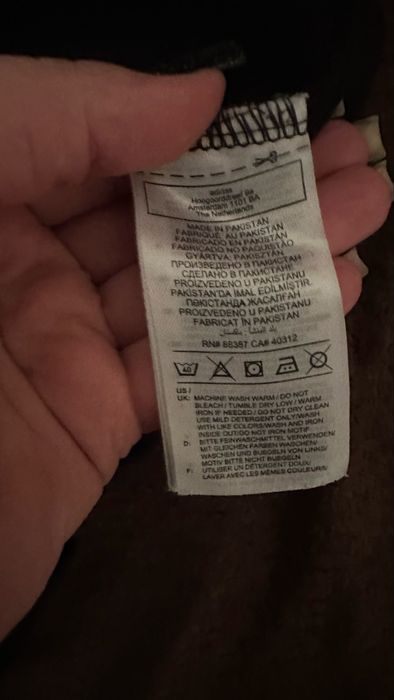 adidas
Hoogoorddreef 9a
Amsterdam 1101 BA
The Netherlands
MADE IN PAKISTAN
FABRIQUÉ AU PAKISTAN
FABRICADO EN PAKISTÁN
FABRICADO NO PAQUISTÃO
GYÁRTVA: PAKISZTÁN
ПРОИЗВЕДЕНО В ПАКИСТАН
СДЕЛАНО В ПАКИСТАНЕ
PROIZVEDENO U PAKISTANU
PAKİSTAN'DA İMAL EDİLMİŞTİR.
ПӘКІСТАНДА ЖАСАЛҒАН
PROIZVEDENO U PAKISTANU
FABRICAT ÎN PAKISTAN
RN# 88387 CA# 40312
40
US /
UK: MACHINE WASH WARM / DO NOT
BLEACH / TUMBLE DRY LOW / WARM
IRON IF NEEDED / DO NOT DRY CLEAN
USE MILD DETERGENT ONLY/WASH
WITH LIKE COLORS/WASH AND IRON
INSIDE OUT/DO NOT IRON MOTIF
D: BITTE FEINWASCHMITTEL VERWENDEN/
MIT GLEICHEN FARBEN WASCHEN/
WASCHEN UND BUEGELN VON LINKS/
MOTIV BITTE NICHT BUEGELN
F: UTILISER UN DETERGENT DOUX/
LAVER AVEC LES MÊMES COULEURS/